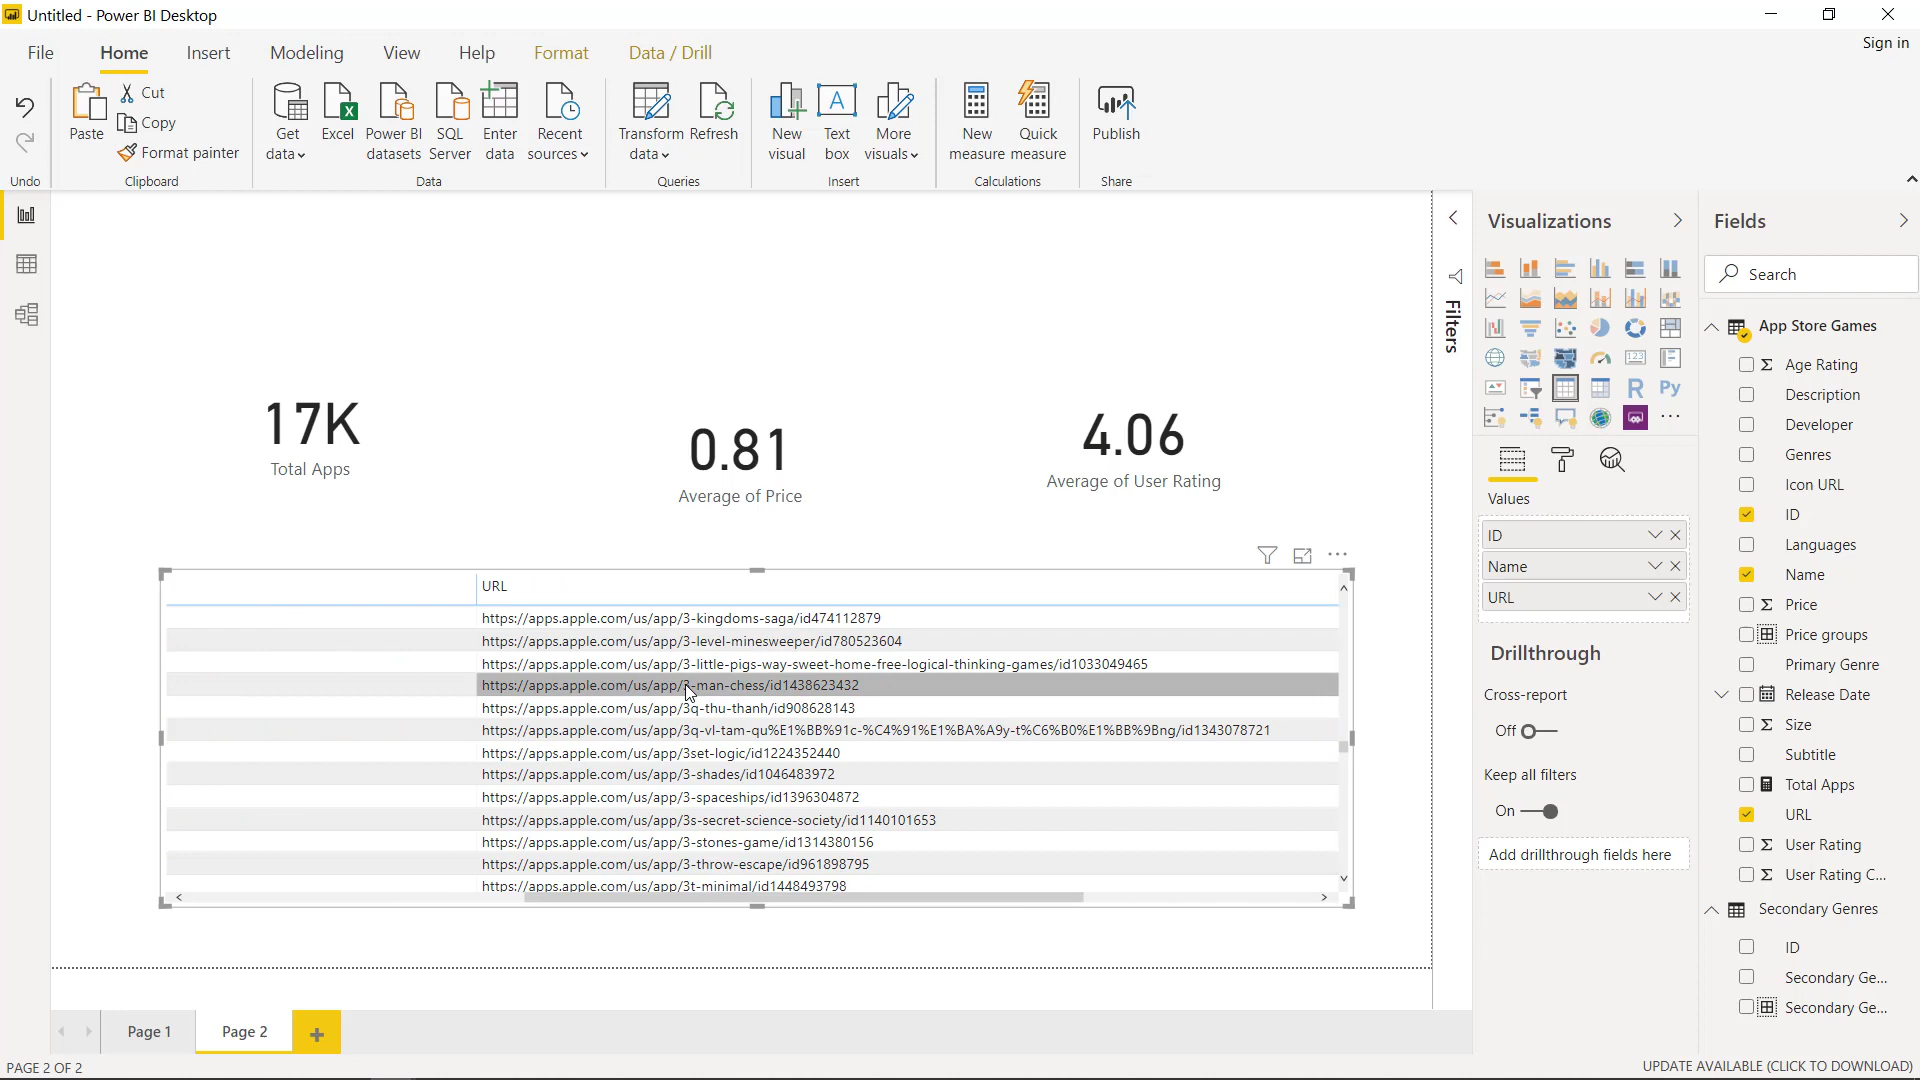 Untitled - Power BI Desktop
File Home Insert Modeling View Help Format Data / Drill
Sign in
Undo
Paste
Cut
Copy
Format painter
Clipboard
Get data
Excel
Power BI datasets
SQL Server
Enter data
Recent sources
Data
Transform data
Refresh
Queries
New visual
Text box
More visuals
Insert
New measure
Quick measure
Calculations
Publish
Share
17K
Total Apps
0.81
Average of Price
4.06
Average of User Rating
URL
https://apps.apple.com/us/app/3-kingdoms-saga/id474112879
https://apps.apple.com/us/app/3-level-minesweeper/id780523604
https://apps.apple.com/us/app/3-little-pigs-way-sweet-home-free-logical-thinking-games/id1033049465
https://apps.apple.com/us/app/3-man-chess/id1438623432
https://apps.apple.com/us/app/3q-thu-thanh/id908628143
https://apps.apple.com/us/app/3q-vl-tam-qu%E1%BB%91c-%C4%91%E1%BA%A9y-t%C6%B0%E1%BB%9Bng/id1343078721
https://apps.apple.com/us/app/3set-logic/id1224352440
https://apps.apple.com/us/app/3-shades/id1046483972
https://apps.apple.com/us/app/3-spaceships/id1396304872
https://apps.apple.com/us/app/3s-secret-science-society/id1140101653
https://apps.apple.com/us/app/3-stones-game/id1314380156
https://apps.apple.com/us/app/3-throw-escape/id961898795
https://apps.apple.com/us/app/3t-minimal/id1448493798
Filters
Visualizations
123
R
Py
Values
ID
Name
URL
Drillthrough
Cross-report
Off
Keep all filters
On
Add drillthrough fields here
Fields
Search
App Store Games
Age Rating
Description
Developer
Genres
Icon URL
ID
Languages
Name
Price
Price groups
Primary Genre
Release Date
Size
Subtitle
Total Apps
URL
User Rating
User Rating C...
Secondary Genres
ID
Secondary Ge...
Secondary Ge...
Page 1
Page 2
PAGE 2 OF 2
UPDATE AVAILABLE (CLICK TO DOWNLOAD)